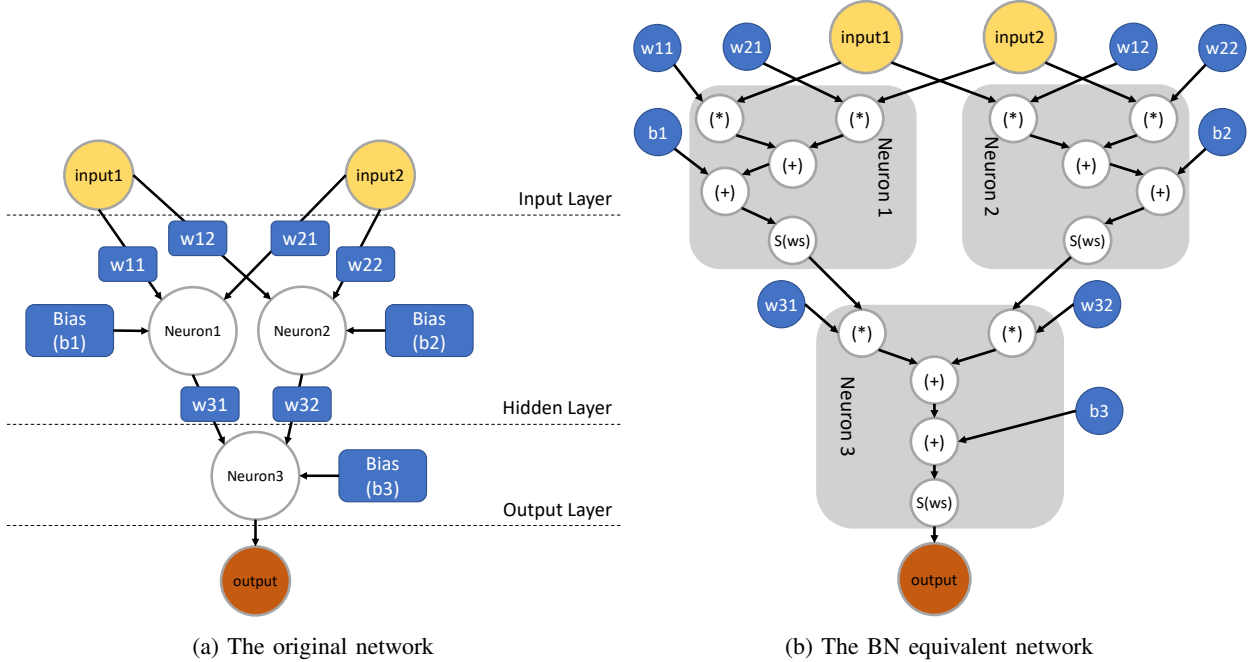 input1
input2
Input Layer
w12
w21
w11
w22
Bias
(b1)
Neuron1
Neuron2
Bias
(b2)
w31
w32
Hidden Layer
Neuron3
Bias
(b3)
Output Layer
output
(a) The original network
w11
w21
input1
input2
w12
w22
b1
(*)
(*)
(*)
(*)
b2
(+)
(+)
(+)
(+)
Neuron 1
Neuron 2
S(ws)
S(ws)
w31
w32
(*)
(*)
(+)
Neuron 3
b3
(+)
S(ws)
output
(b) The BN equivalent network